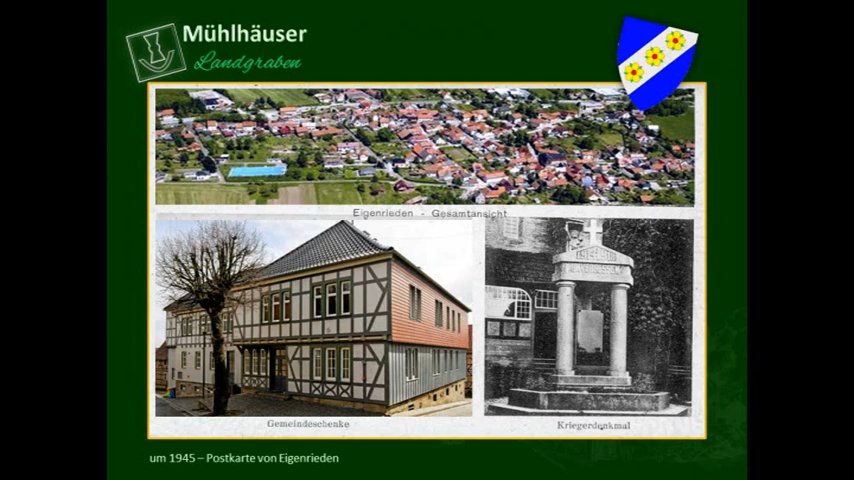 Mühlhäuser
Landgraben
Eigenrieden - Gesamtansicht
Gemeindeschenke
Kriegerdenkmal
um 1945 – Postkarte von Eigenrieden